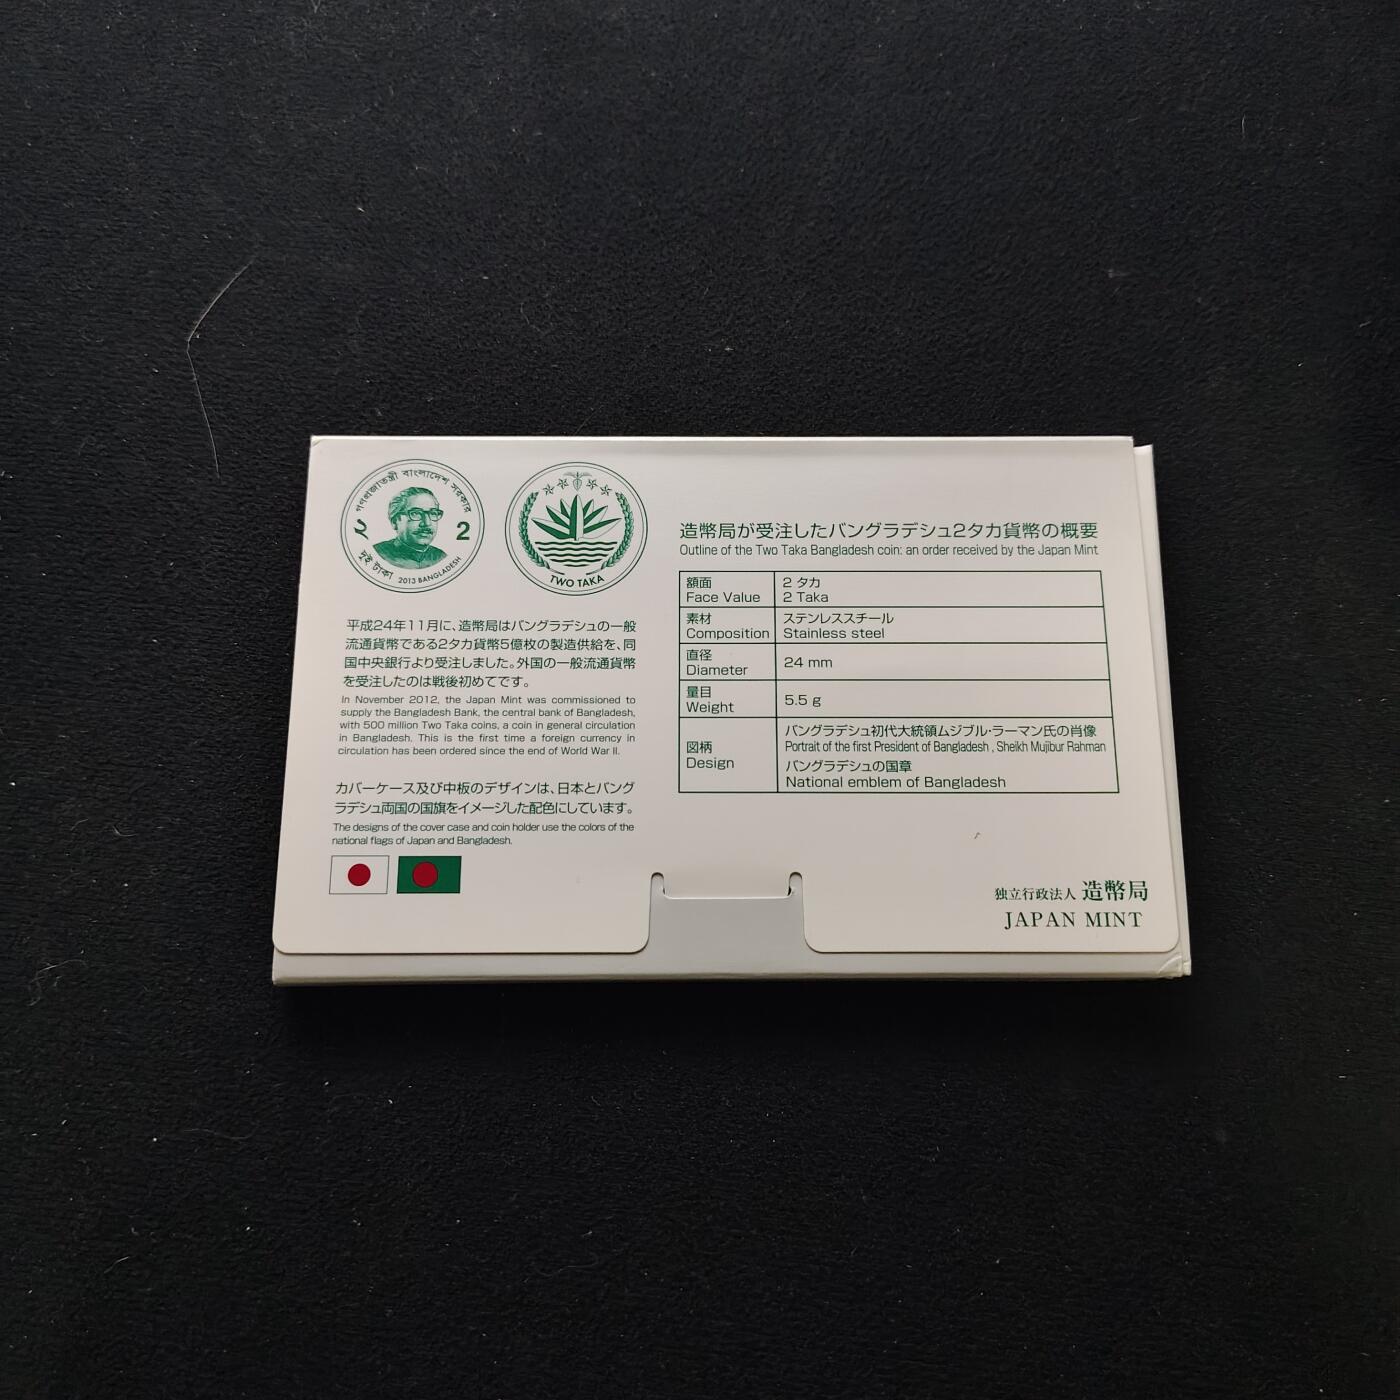 গণপ্রজাতন্ত্রী বাংলাদেশ সরকার
২ 2
দুই টাকা 2013 BANGLADESH
TWO TAKA
平成24年11月に、造幣局はバングラデシュの一般
流通貨幣である2タカ貨幣5億枚の製造供給を、同
国中央銀行より受注しました。外国の一般流通貨幣
を受注したのは戦後初めてです。
In November 2012, the Japan Mint was commissioned to
supply the Bangladesh Bank, the central bank of Bangladesh,
with 500 million Two Taka coins, a coin in general circulation
in Bangladesh. This is the first time a foreign currency in
circulation has been ordered since the end of World War II.
カバーケース及び中板のデザインは、日本とバング
ラデシュ両国の国旗をイメージした配色にしています。
The designs of the cover case and coin holder use the colors of the
national flags of Japan and Bangladesh.
造幣局が受注したバングラデシュ2タカ貨幣の概要
Outline of the Two Taka Bangladesh coin: an order received by the Japan Mint
額面 2 タカ
Face Value 2 Taka
素材 ステンレススチール
Composition Stainless steel
直径
Diameter 24 mm
量目
Weight 5.5 g
図柄
Design
バングラデシュ初代大統領ムジブル・ラーマン氏の肖像
Portrait of the first President of Bangladesh , Sheikh Mujibur Rahman
バングラデシュの国章
National emblem of Bangladesh
独立行政法人 造幣局
JAPAN MINT